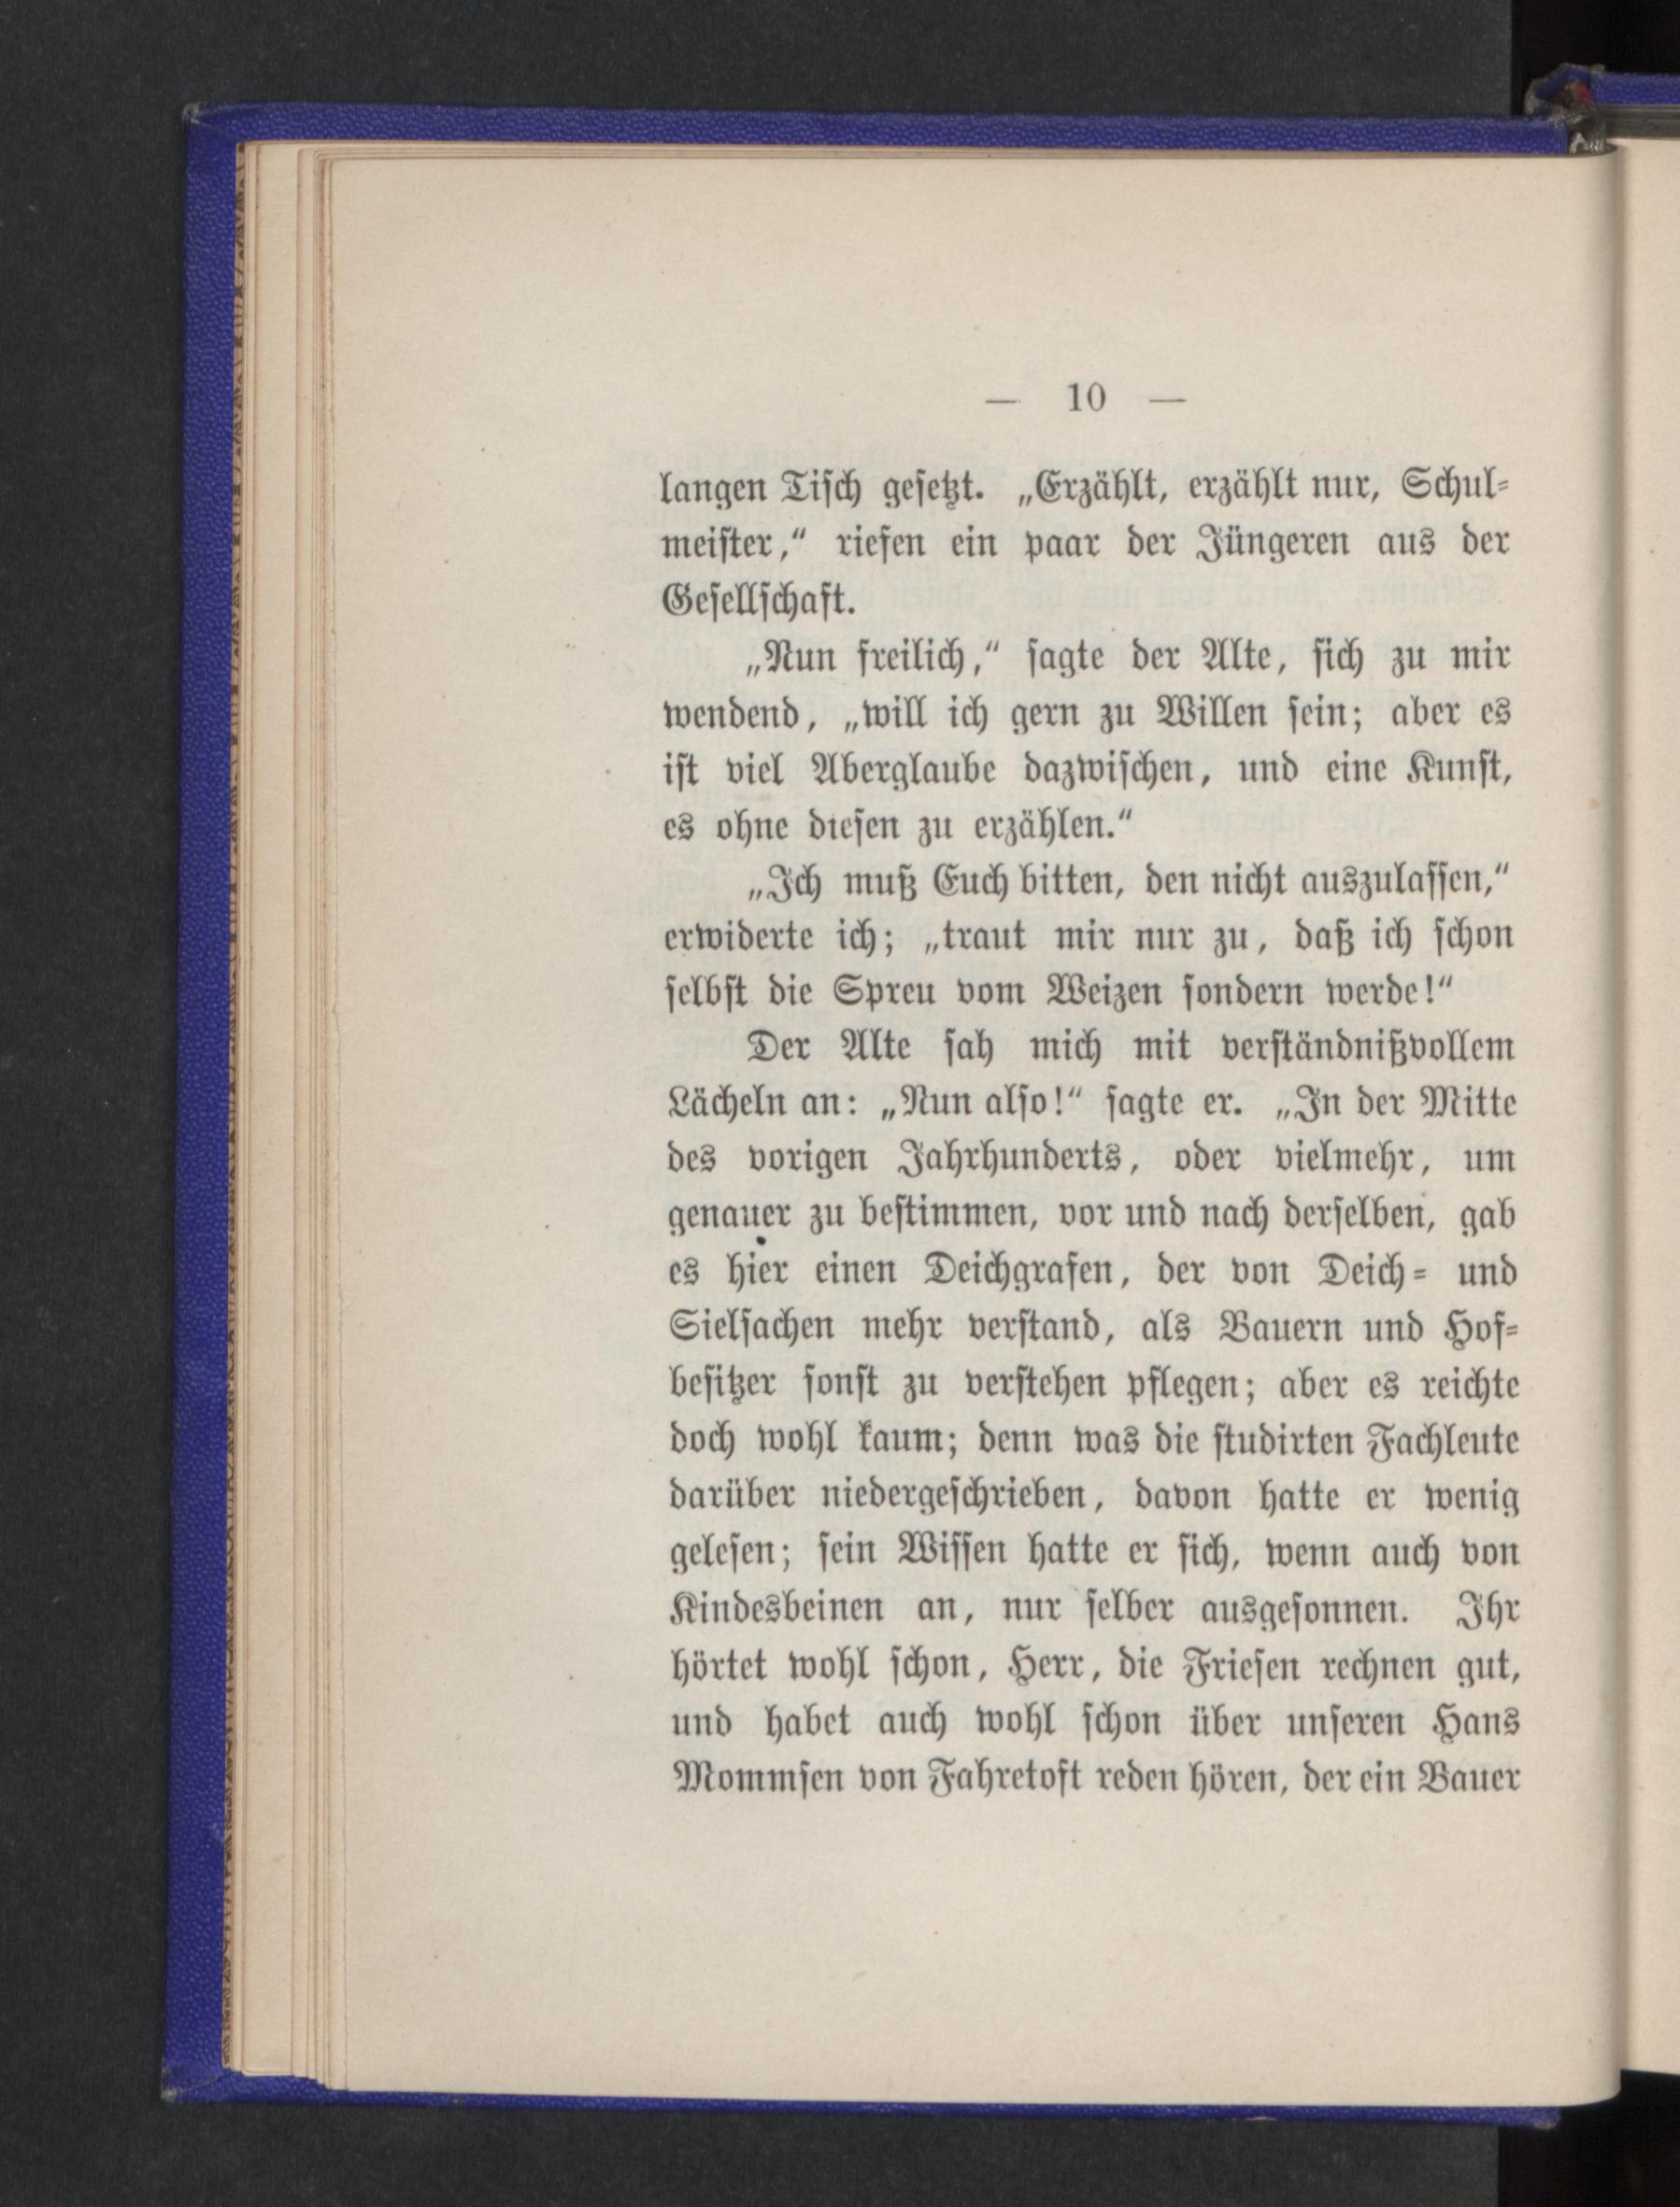 — 10 —
langen Tisch gesetzt. „Erzählt, erzählt nur, Schul-
meister,“ riefen ein paar der Jüngeren aus der
Gesellschaft.
„Nun freilich,“ sagte der Alte, sich zu mir
wendend, „will ich gern zu Willen sein; aber es
ist viel Aberglaube dazwischen, und eine Kunst,
es ohne diesen zu erzählen.“
„Ich muß Euch bitten, den nicht auszulassen,“
erwiderte ich; „traut mir nur zu, daß ich schon
selbst die Spreu vom Weizen sondern werde!“
Der Alte sah mich mit verständnißvollem
Lächeln an: „Nun also!“ sagte er. „In der Mitte
des vorigen Jahrhunderts, oder vielmehr, um
genauer zu bestimmen, vor und nach derselben, gab
es hier einen Deichgrafen, der von Deich- und
Sielsachen mehr verstand, als Bauern und Hof-
besitzer sonst zu verstehen pflegen; aber es reichte
doch wohl kaum; denn was die studirten Fachleute
darüber niedergeschrieben, davon hatte er wenig
gelesen; sein Wissen hatte er sich, wenn auch von
Kindesbeinen an, nur selber ausgesonnen. Ihr
hörtet wohl schon, Herr, die Friesen rechnen gut,
und habet auch wohl schon über unseren Hans
Mommsen von Fahretoft reden hören, der ein Bauer